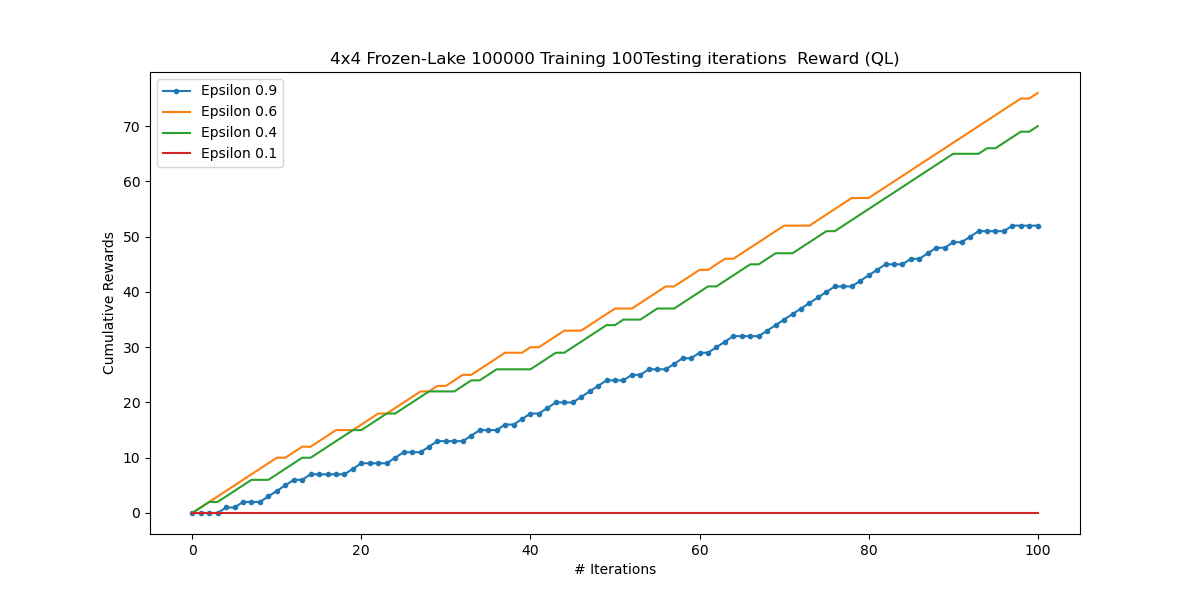 4x4 Frozen-Lake 100000 Training 100Testing iterations  Reward (QL)
Epsilon 0.9
Epsilon 0.6
Epsilon 0.4
Epsilon 0.1
Cumulative Rewards
70
60
50
40
30
20
10
0
0 20 40 60 80 100
# Iterations